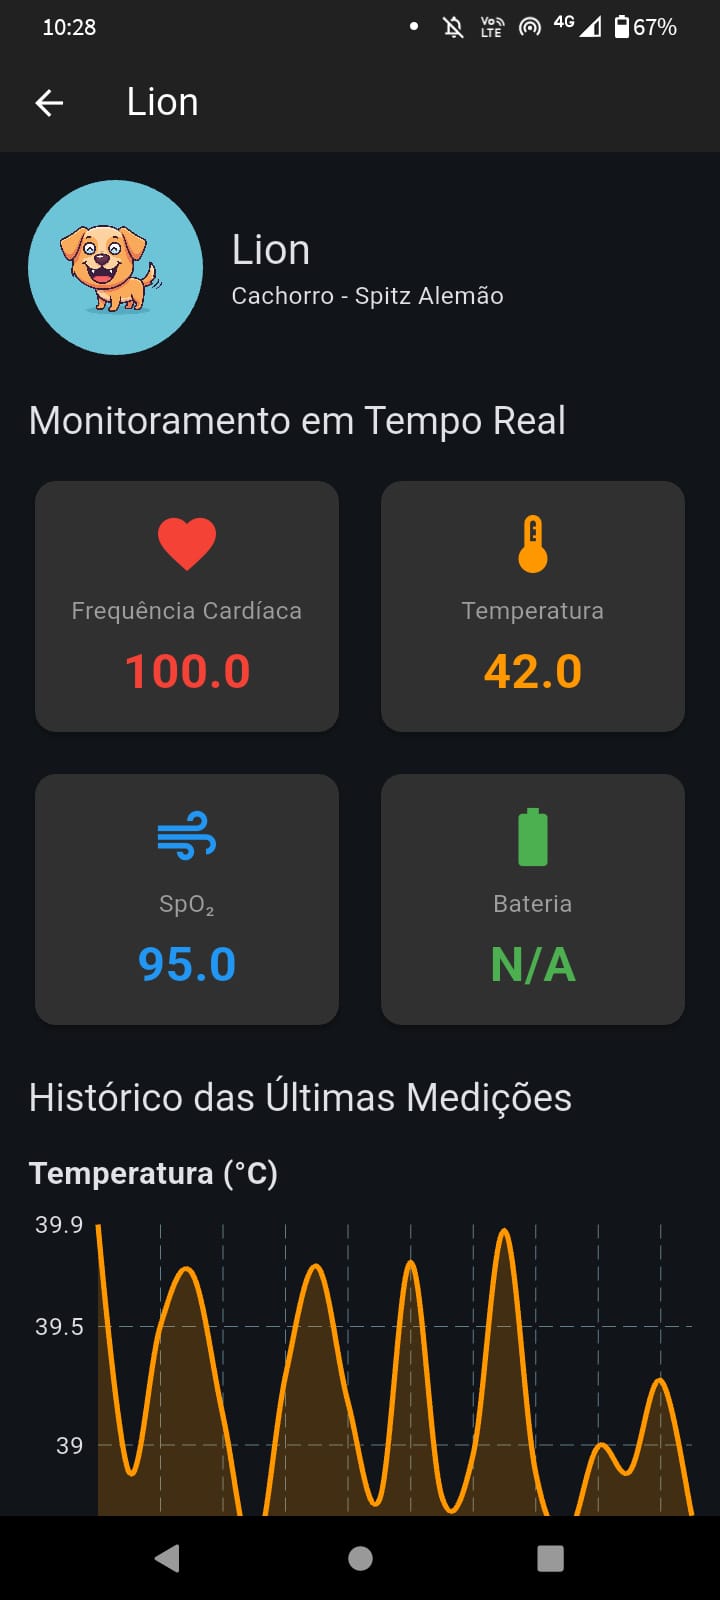 10:28
Vo LTE
4G
67%
Lion
Lion
Cachorro - Spitz Alemão
Monitoramento em Tempo Real
Frequência Cardíaca
100.0
Temperatura
42.0
SpO₂
95.0
Bateria
N/A
Histórico das Últimas Medições
Temperatura (°C)
39.9
39.5
39